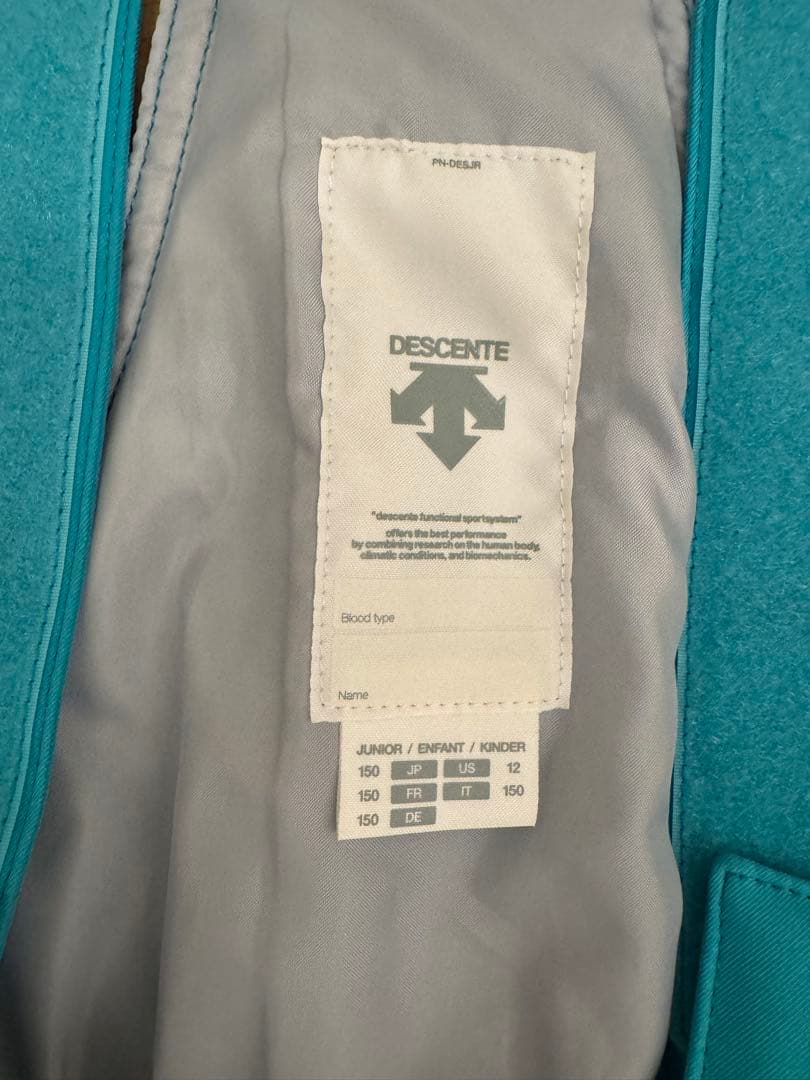 PN-DESJR
DESCENTE
"descente functional sportsystem"
offers the best performance
by combining research on the human body,
climatic conditions, and biomechanics.
Blood type
Name
JUNIOR / ENFANT / KINDER
150 JP US 12
150 FR IT 150
150 DE